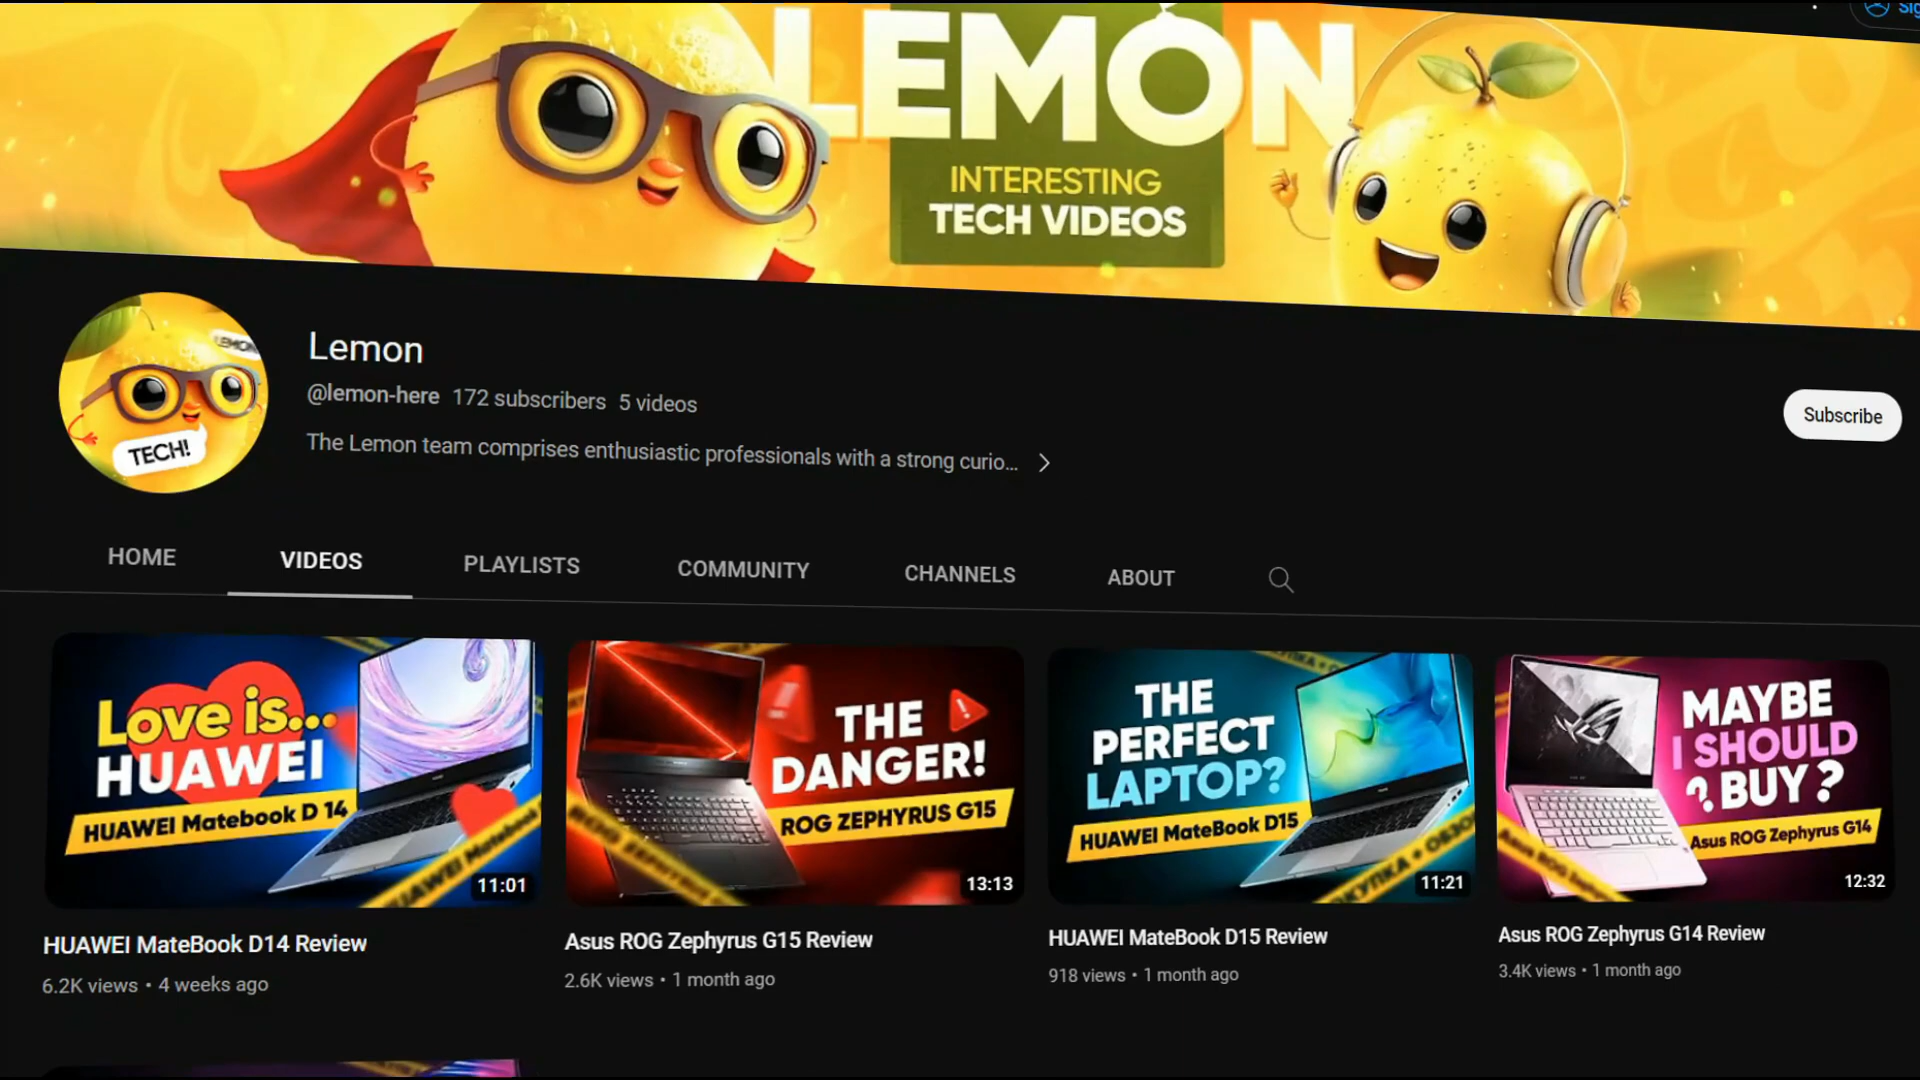 LEMON
INTERESTING
TECH VIDEOS
LEMON
TECH!
Lemon
@lemon-here 172 subscribers 5 videos
The Lemon team comprises enthusiastic professionals with a strong curio...
Subscribe
HOME VIDEOS PLAYLISTS COMMUNITY CHANNELS ABOUT
Love is...
HUAWEI
HUAWEI Matebook D 14
HUAWEI Matebook
11:01
THE
DANGER!
ROG ZEPHYRUS G15
13:13
THE
PERFECT
LAPTOP?
HUAWEI MateBook D15
11:21
MAYBE
I SHOULD
? BUY ?
Asus ROG Zephyrus G14
12:32
HUAWEI MateBook D14 Review
6.2K views • 4 weeks ago
Asus ROG Zephyrus G15 Review
2.6K views • 1 month ago
HUAWEI MateBook D15 Review
918 views • 1 month ago
Asus ROG Zephyrus G14 Review
3.4K views • 1 month ago